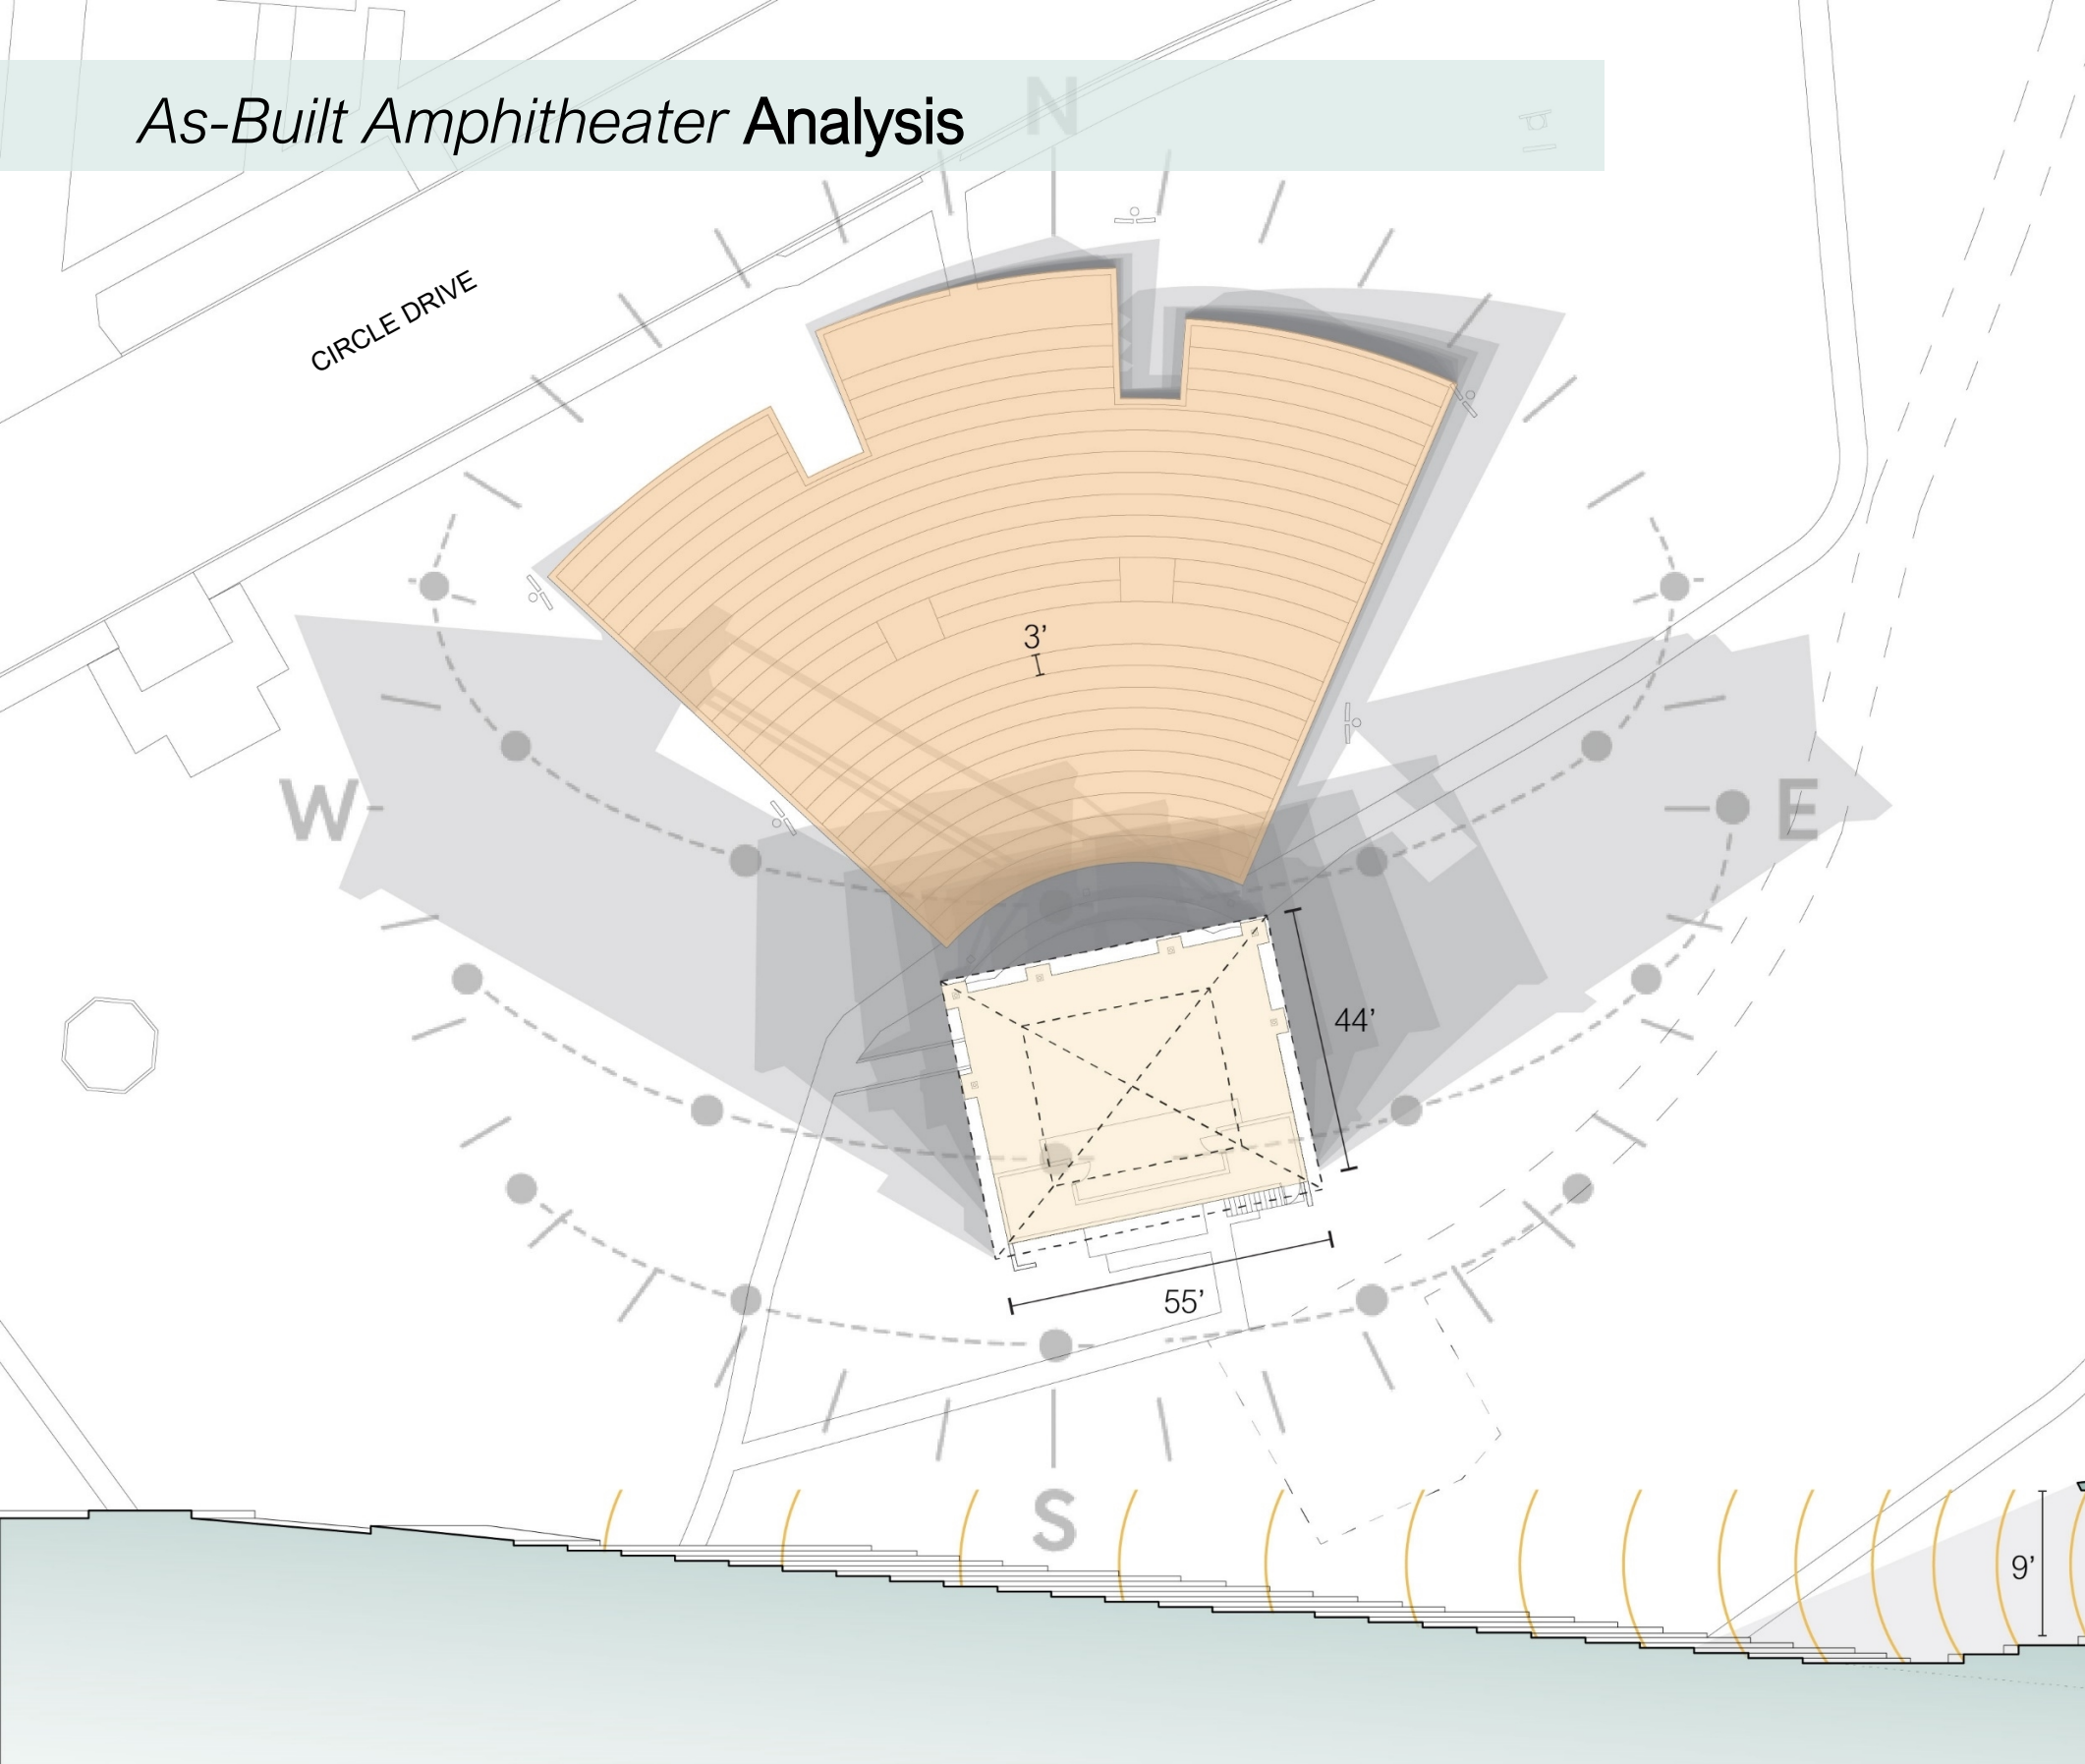 N
As-Built Amphitheater Analysis
CIRCLE DRIVE
3’
W
E
44’
55’
S
9’